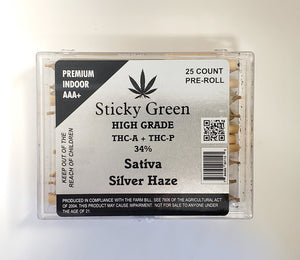 PREMIUM
INDOOR
AAA+
25 COUNT
PRE-ROLL
Sticky Green
HIGH GRADE
THC-A + THC-P
34%
Sativa
Silver Haze
KEEP OUT OF THE
REACH OF CHILDREN
PRODUCED IN COMPLIANCE WITH THE FARM BILL. SEE 7606 OF THE AGRICULTURAL ACT
OF 2004. THIS PRODUCT MAY CAUSE IMPAIRMENT. NOT FOR SALE TO ANYONE UNDER
THE AGE OF 21.